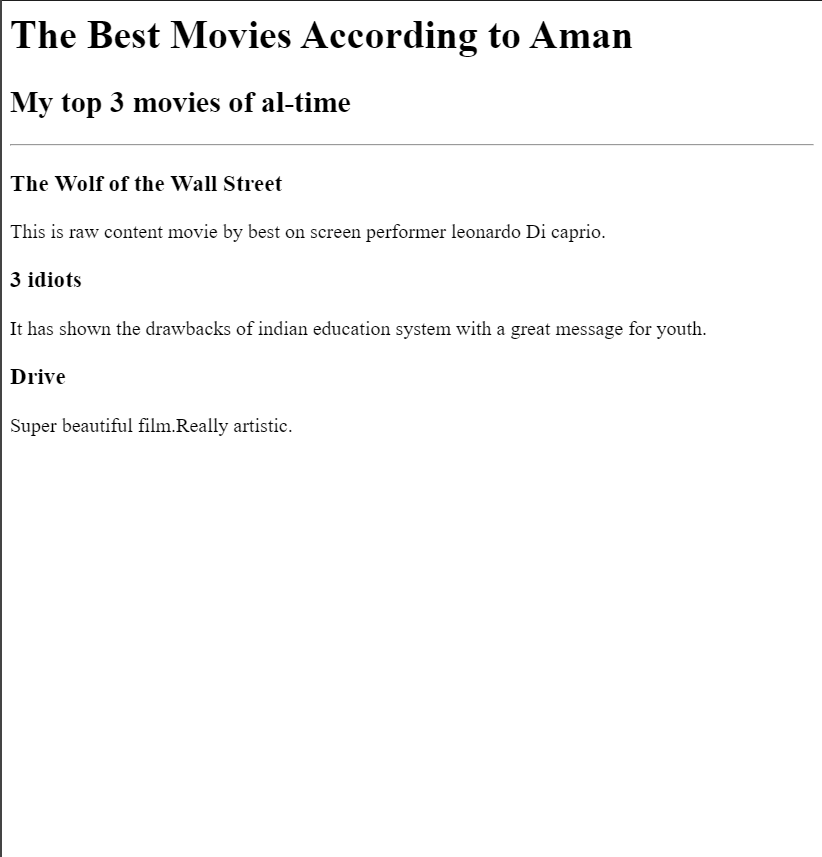 The Best Movies According to Aman
My top 3 movies of al-time
The Wolf of the Wall Street
This is raw content movie by best on screen performer leonardo Di caprio.
3 idiots
It has shown the drawbacks of indian education system with a great message for youth.
Drive
Super beautiful film.Really artistic.